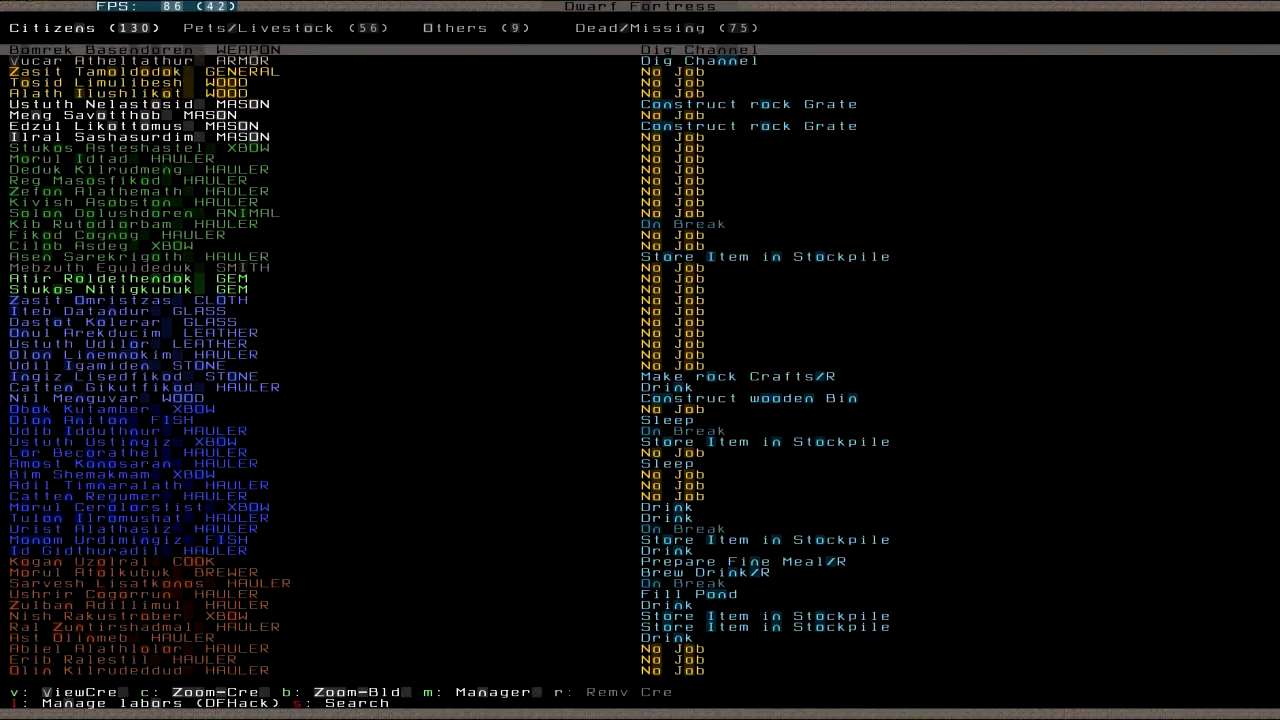 FPS: 86 (42) Dwarf Fortress
Citizens (130) Pets/Livestock (56) Others (9) Dead/Missing (75)
Bomrek Basendoren WEAPON Dig Channel
Vucar Atheltathur ARMOR Dig Channel
Zasit Tamoldodok GENERAL No Job
Tosid Limulibesh WOOD No Job
Alath Ilushlikot WOOD No Job
Ustuth Nelastosid MASON Construct rock Grate
Meng Savotthob MASON No Job
Edzul Likottomus MASON Construct rock Grate
Ilral Sashasurdim MASON No Job
Stukos Asteshastel XBOW No Job
Morul Idtad HAULER No Job
Deduk Kilrudmeng HAULER No Job
Reg Masosfikod HAULER No Job
Zefon Alathemath HAULER No Job
Kivish Asobston HAULER No Job
Solon Dolushdoren ANIMAL No Job
Kib Rutodlorbam HAULER On Break
Fikod Cognog HAULER No Job
Cilob Asdeg XBOW No Job
Asen Sarekrigoth HAULER Store Item in Stockpile
Mebzuth Eguldeduk SMITH No Job
Atir Roldethendok GEM No Job
Stukos Nitigkubuk GEM No Job
Zasit Omristzas CLOTH No Job
Iteb Datandur GLASS No Job
Dastot Kolerar GLASS No Job
Onul Arekducim LEATHER No Job
Ustuth Udilor LEATHER No Job
Olon Linemnokim HAULER No Job
Udil Igamiden STONE No Job
Ingiz Lisedfikod STONE Make rock Crafts/R
Catten Gikutfikod HAULER Drink
Nil Menguvar WOOD Construct wooden Bin
Obok Kutamber XBOW No Job
Olon Aniton FISH Sleep
Udib Idduthnur HAULER On Break
Ustuth Ustingiz XBOW Store Item in Stockpile
Lor Becorathel HAULER No Job
Amost Konosaran HAULER Sleep
Bim Shemakmam XBOW No Job
Adil Timnaralath HAULER No Job
Catten Regumer HAULER No Job
Morul Cerolorstist XBOW Drink
Tulon Ilromushat HAULER Drink
Urist Alathasiz HAULER On Break
Monom Urdimingiz FISH Store Item in Stockpile
Id Gidthuradil HAULER Drink
Kogan Uzolral COOK Prepare Fine Meal/R
Morul Atolkubuk BREWER Brew Drink/R
Sarvesh Lisatkonos HAULER On Break
Ushrir Cogorrun HAULER Fill Pond
Zulban Adillimul HAULER Drink
Nish Rakustrober XBOW Store Item in Stockpile
Ral Zuntirshadmal HAULER Store Item in Stockpile
Ast Olinmeb HAULER Drink
Ablel Alathlolor HAULER No Job
Erib Ralestil HAULER No Job
Olin Kilrudeddud HAULER No Job
v: ViewCre c: Zoom-Cre b: Zoom-Bld m: Manager r: Remv Cre
l: Manage labors (DFHack) s: Search